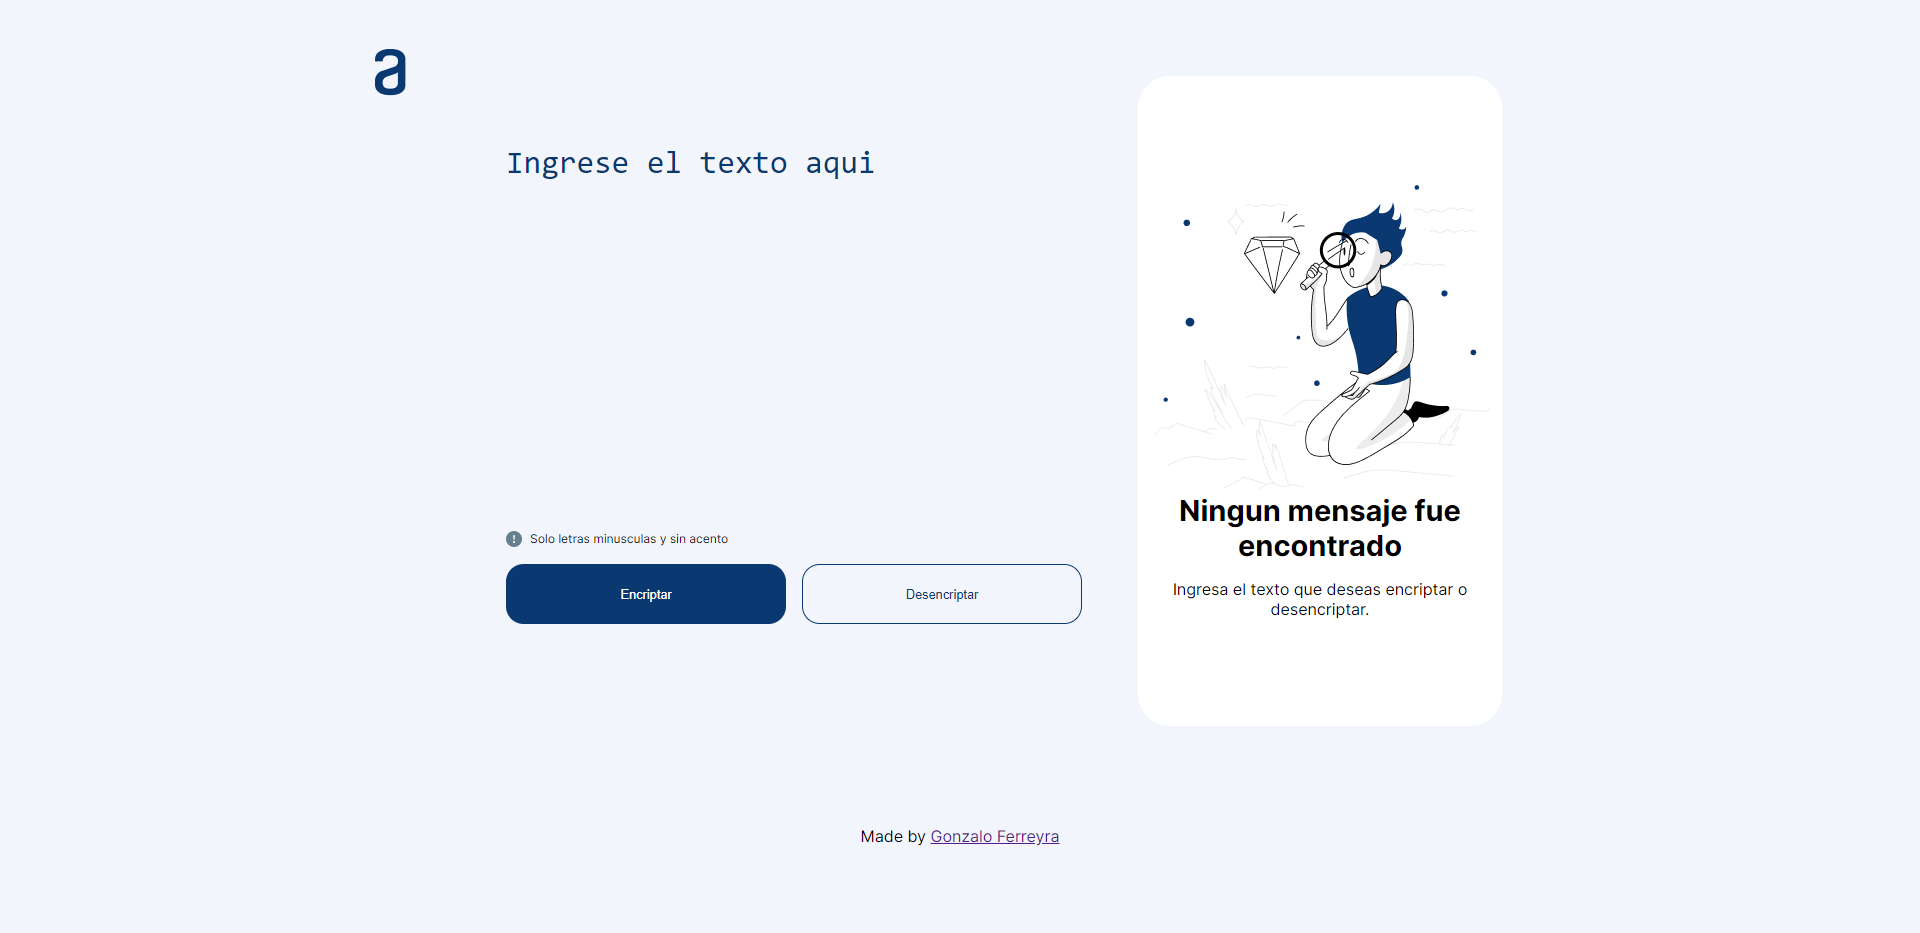 a
Ingrese el texto aqui
Solo letras minusculas y sin acento
Encriptar
Desencriptar
Ningun mensaje fue
encontrado
Ingresa el texto que deseas encriptar o
desencriptar.
Made by Gonzalo Ferreyra